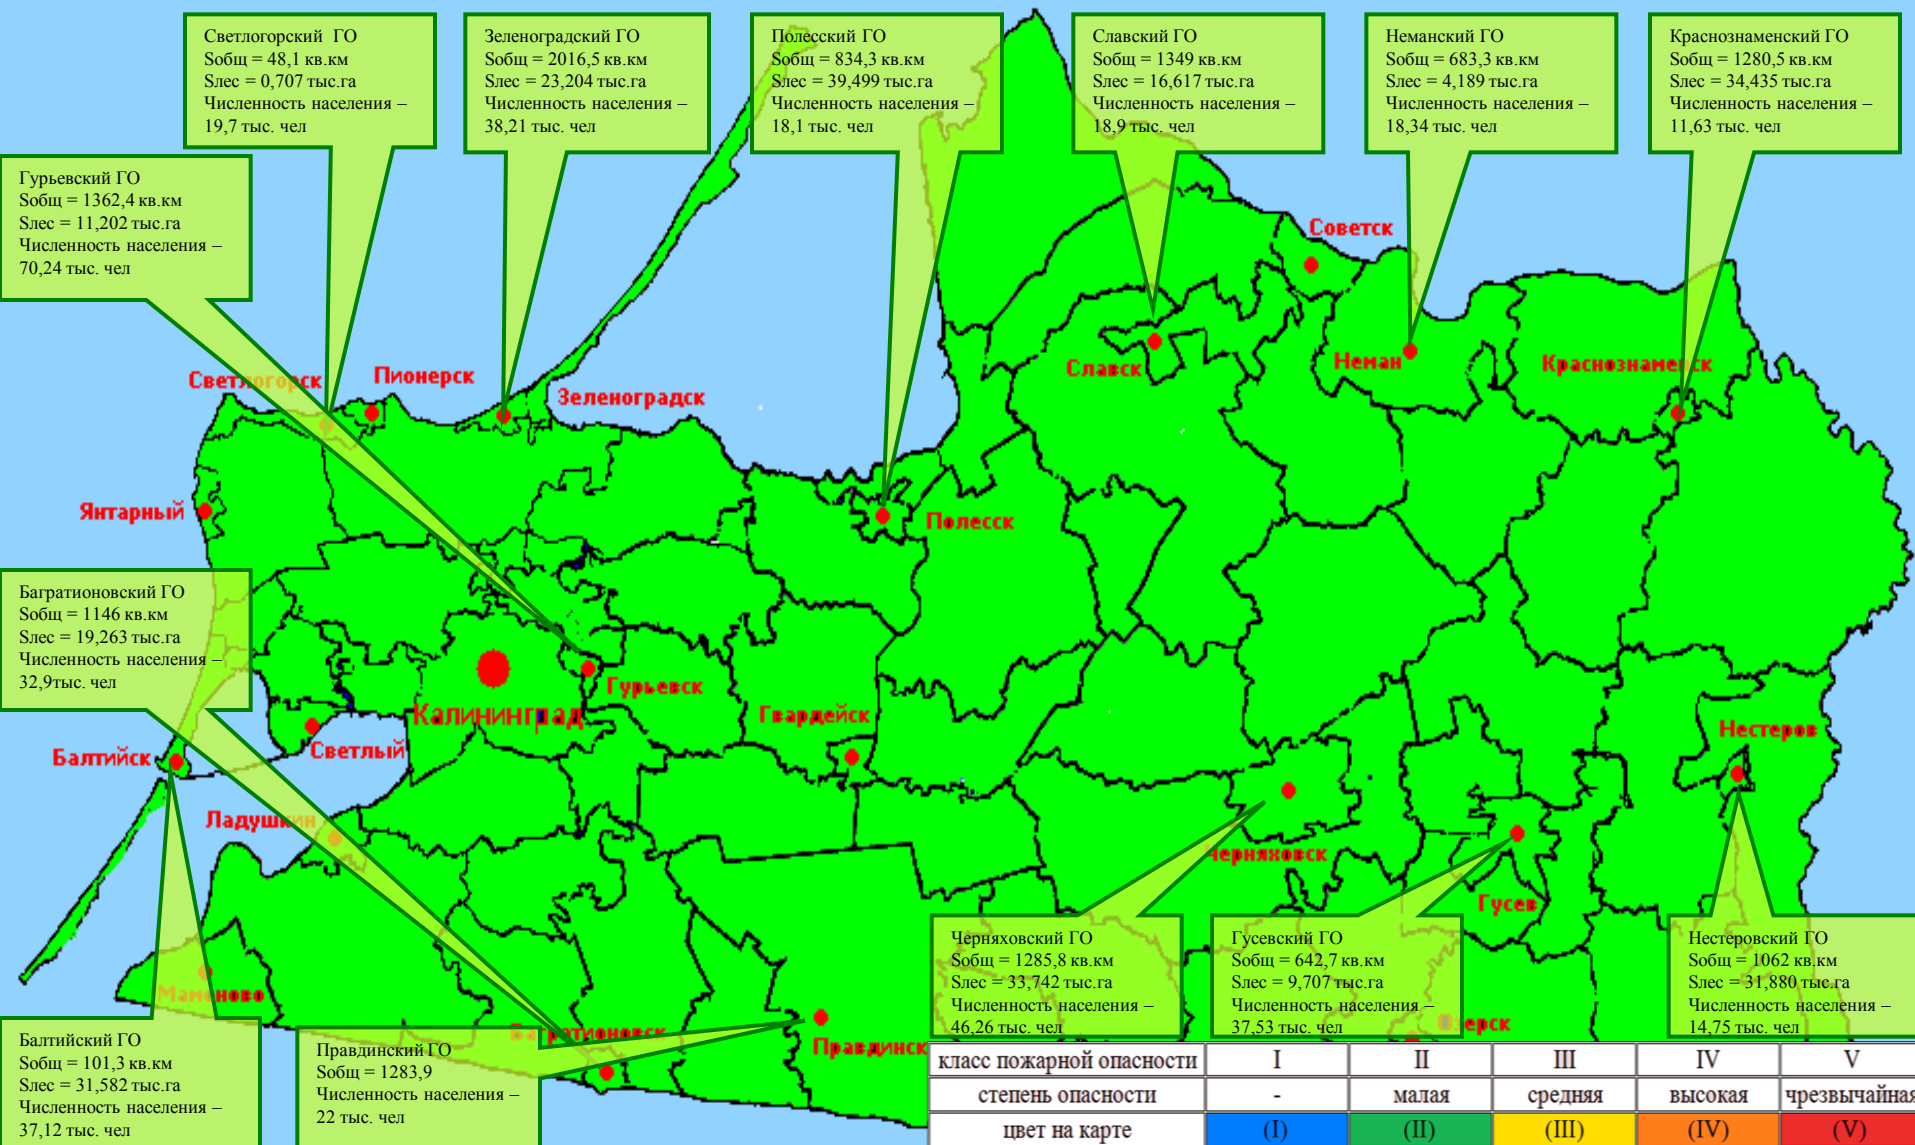 Светлогорский ГО
Sобщ = 48,1 кв.км
Sлес = 0,707 тыс.га
Численность населения –
19,7 тыс. чел
Зеленоградский ГО
Sобщ = 2016,5 кв.км
Sлес = 23,204 тыс.га
Численность населения –
38,21 тыс. чел
Полесский ГО
Sобщ = 834,3 кв.км
Sлес = 39,499 тыс.га
Численность населения –
18,1 тыс. чел
Славский ГО
Sобщ = 1349 кв.км
Sлес = 16,617 тыс.га
Численность населения –
18,9 тыс. чел
Неманский ГО
Sобщ = 683,3 кв.км
Sлес = 4,189 тыс.га
Численность населения –
18,34 тыс. чел
Краснознаменский ГО
Sобщ = 1280,5 кв.км
Sлес = 34,435 тыс.га
Численность населения –
11,63 тыс. чел
Гурьевский ГО
Sобщ = 1362,4 кв.км
Sлес = 11,202 тыс.га
Численность населения –
70,24 тыс. чел
Советск
Неман
Краснознаменск
Славск
Светлогорск
Пионерск
Зеленоградск
Янтарный
Полесск
Багратионовский ГО
Sобщ = 1146 кв.км
Sлес = 19,263 тыс.га
Численность населения –
32,9тыс. чел
Гурьевск
Калининград
Гвардейск
Нестеров
Светлый
Балтийск
Ладушкин
Черняховск
Гусев
Мамоново
Багратионовск
Правдинск
зерск
Черняховский ГО
Sобщ = 1285,8 кв.км
Sлес = 33,742 тыс.га
Численность населения –
46,26 тыс. чел
Гусевский ГО
Sобщ = 642,7 кв.км
Sлес = 9,707 тыс.га
Численность населения –
37,53 тыс. чел
Нестеровский ГО
Sобщ = 1062 кв.км
Sлес = 31,880 тыс.га
Численность населения –
14,75 тыс. чел
Балтийский ГО
Sобщ = 101,3 кв.км
Sлес = 31,582 тыс.га
Численность населения –
37,12 тыс. чел
Правдинский ГО
Sобщ = 1283,9
Численность населения –
22 тыс. чел
класс пожарной опасности I II III IV V
степень опасности - малая средняя высокая чрезвычайная
цвет на карте (I) (II) (III) (IV) (V)